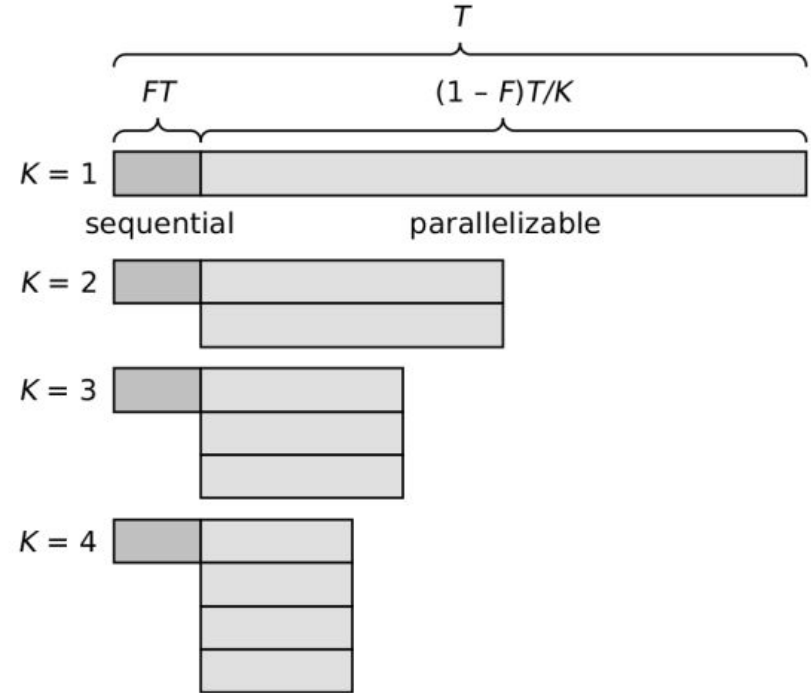 T
FT (1 – F)T/K
K = 1
sequential parallelizable
K = 2
K = 3
K = 4